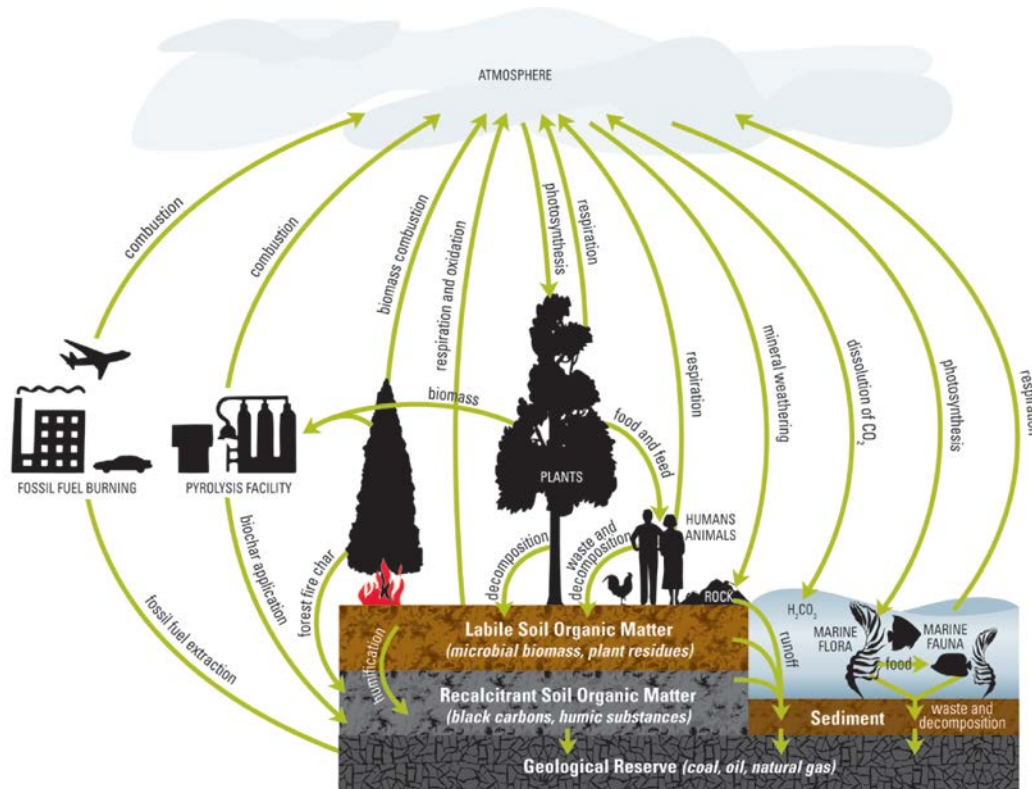 ATMOSPHERE
combustion
combustion
biomass combustion
respiration and oxidation
photosynthesis
respiration
respiration
mineral weathering
dissolution of CO₂
photosynthesis
respiration
biomass
food and feed
FOSSIL FUEL BURNING
PYROLYSIS FACILITY
PLANTS
HUMANS
ANIMALS
fossil fuel extraction
biochar application
forest fire char
decomposition
waste and
decomposition
ROCK
H₂CO₃
MARINE
FLORA
MARINE
FAUNA
food
runoff
humification
Labile Soil Organic Matter
(microbial biomass, plant residues)
Recalcitrant Soil Organic Matter
(black carbons, humic substances)
Sediment
waste and
decomposition
Geological Reserve (coal, oil, natural gas)